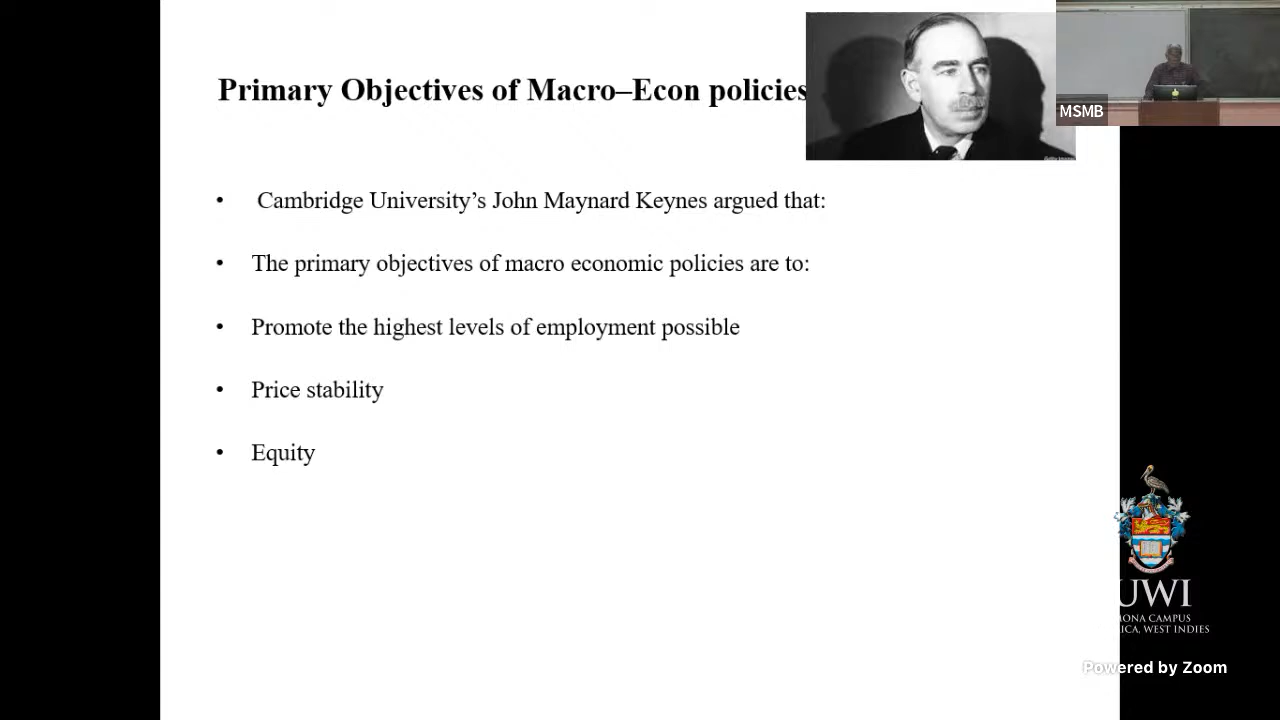 Primary Objectives of Macro–Econ policies
MSMB
• Cambridge University’s John Maynard Keynes argued that:
• The primary objectives of macro economic policies are to:
• Promote the highest levels of employment possible
• Price stability
• Equity
UWI
MONA CAMPUS
ICA, WEST INDIES
Powered by Zoom